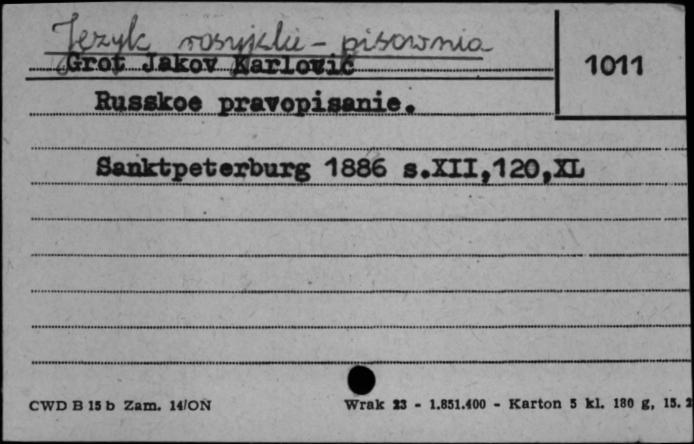 Język rosyjski - pisownia
Grot Jakov Karlovič
1011
Russkoe pravopisanie.
Sanktpeterburg 1886 s.XII,120,XL
CWD B 15 b Zam. 14/ON
Wrak 23 - 1.851.400 - Karton 5 kl. 180 g, 15. 2